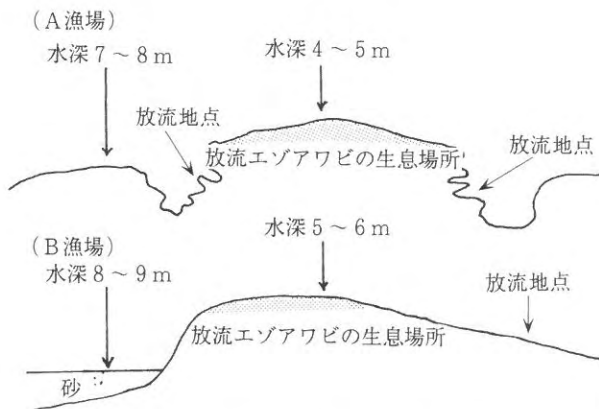 (A漁場)
水深7～8m
水深4～5m
放流地点
放流エゾアワビの生息場所
放流地点
(B漁場)
水深5～6m
水深8～9m
放流地点
放流エゾアワビの生息場所
砂